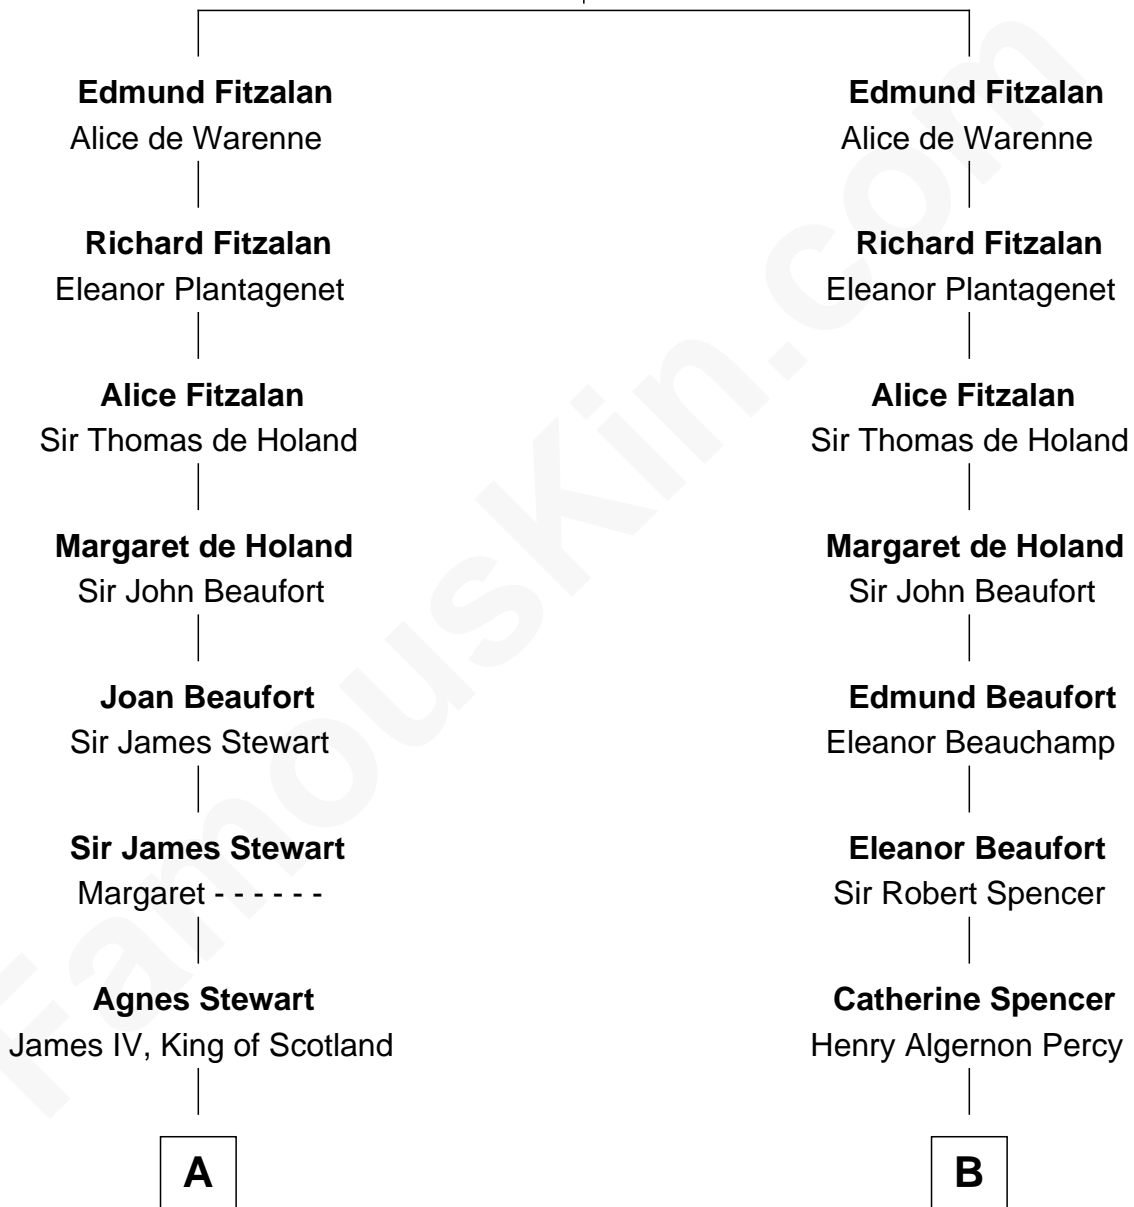 Edmund Fitzalan
Alice de Warenne
Richard Fitzalan
Eleanor Plantagenet
Alice Fitzalan
Sir Thomas de Holand
Margaret de Holand
Sir John Beaufort
Joan Beaufort
Sir James Stewart
Sir James Stewart
Margaret - - - - - -
Agnes Stewart
James IV, King of Scotland
A
Edmund Fitzalan
Alice de Warenne
Richard Fitzalan
Eleanor Plantagenet
Alice Fitzalan
Sir Thomas de Holand
Margaret de Holand
Sir John Beaufort
Edmund Beaufort
Eleanor Beauchamp
Eleanor Beaufort
Sir Robert Spencer
Catherine Spencer
Henry Algernon Percy
B
FamousKin.com